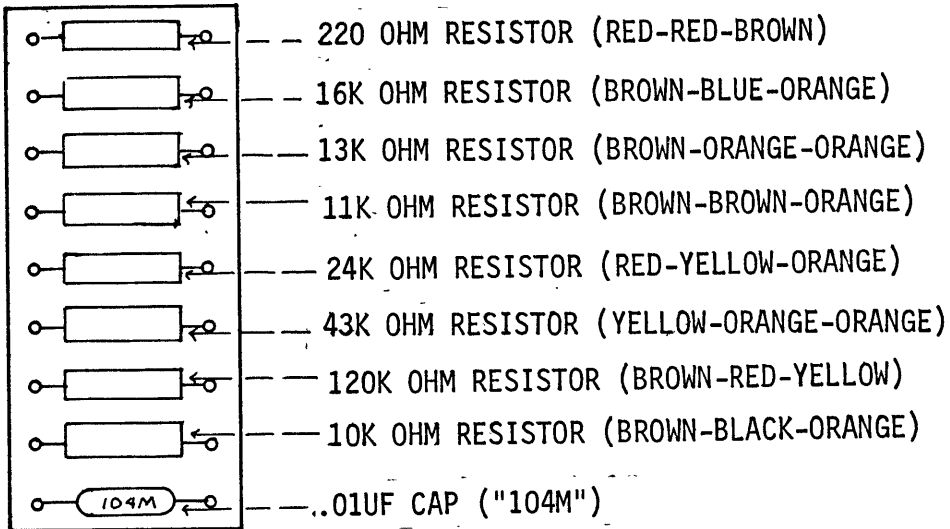 220 OHM RESISTOR (RED-RED-BROWN)
16K OHM RESISTOR (BROWN-BLUE-ORANGE)
13K OHM RESISTOR (BROWN-ORANGE-ORANGE)
11K OHM RESISTOR (BROWN-BROWN-ORANGE)
24K OHM RESISTOR (RED-YELLOW-ORANGE)
43K OHM RESISTOR (YELLOW-ORANGE-ORANGE)
120K OHM RESISTOR (BROWN-RED-YELLOW)
10K OHM RESISTOR (BROWN-BLACK-ORANGE)
104M .01UF CAP ("104M")